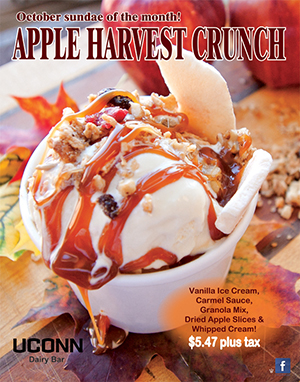 October sundae of the month!
APPLE HARVEST CRUNCH
Vanilla Ice Cream,
Carmel Sauce,
Granola Mix,
Dried Apple Slices &
Whipped Cream!
$5.47 plus tax
UCONN
Dairy Bar
f